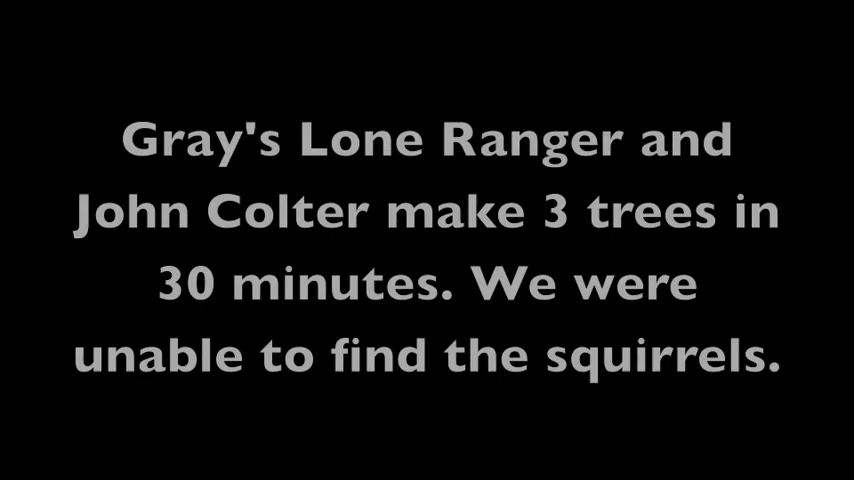 Gray's Lone Ranger and
John Colter make 3 trees in
30 minutes. We were
unable to find the squirrels.